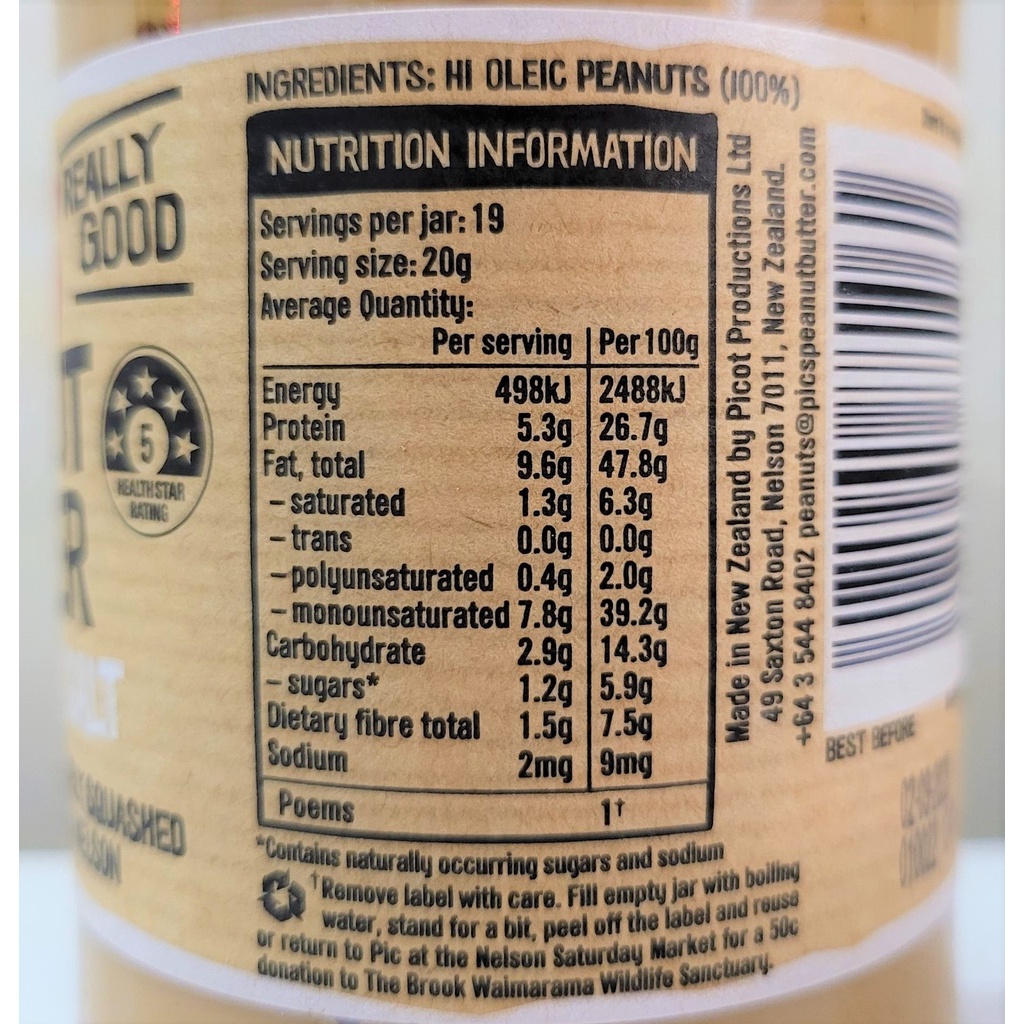 INGREDIENTS: HI OLEIC PEANUTS (100%)
REALLY
GOOD
5
HEALTH STAR
RATING
SQUASHED
NUTRITION INFORMATION
Servings per jar: 19
Serving size: 20g
Average Quantity:
Per serving Per 100g
Energy 498kJ 2488kJ
Protein 5.3g 26.7g
Fat, total 9.6g 47.8g
– saturated 1.3g 6.3g
– trans 0.0g 0.0g
– polyunsaturated 0.4g 2.0g
– monounsaturated 7.8g 39.2g
Carbohydrate 2.9g 14.3g
– sugars* 1.2g 5.9g
Dietary fibre total 1.5g 7.5g
Sodium 2mg 9mg
Poems 1†
*Contains naturally occurring sugars and sodium
†Remove label with care. Fill empty jar with boiling
water, stand for a bit, peel off the label and reuse
or return to Pic at the Nelson Saturday Market for a 50c
donation to The Brook Waimarama Wildlife Sanctuary.
Made in New Zealand by Picot Productions Ltd
49 Saxton Road, Nelson 7011, New Zealand.
+64 3 544 8402 peanuts@picspeanutbutter.com
BEST BEFORE